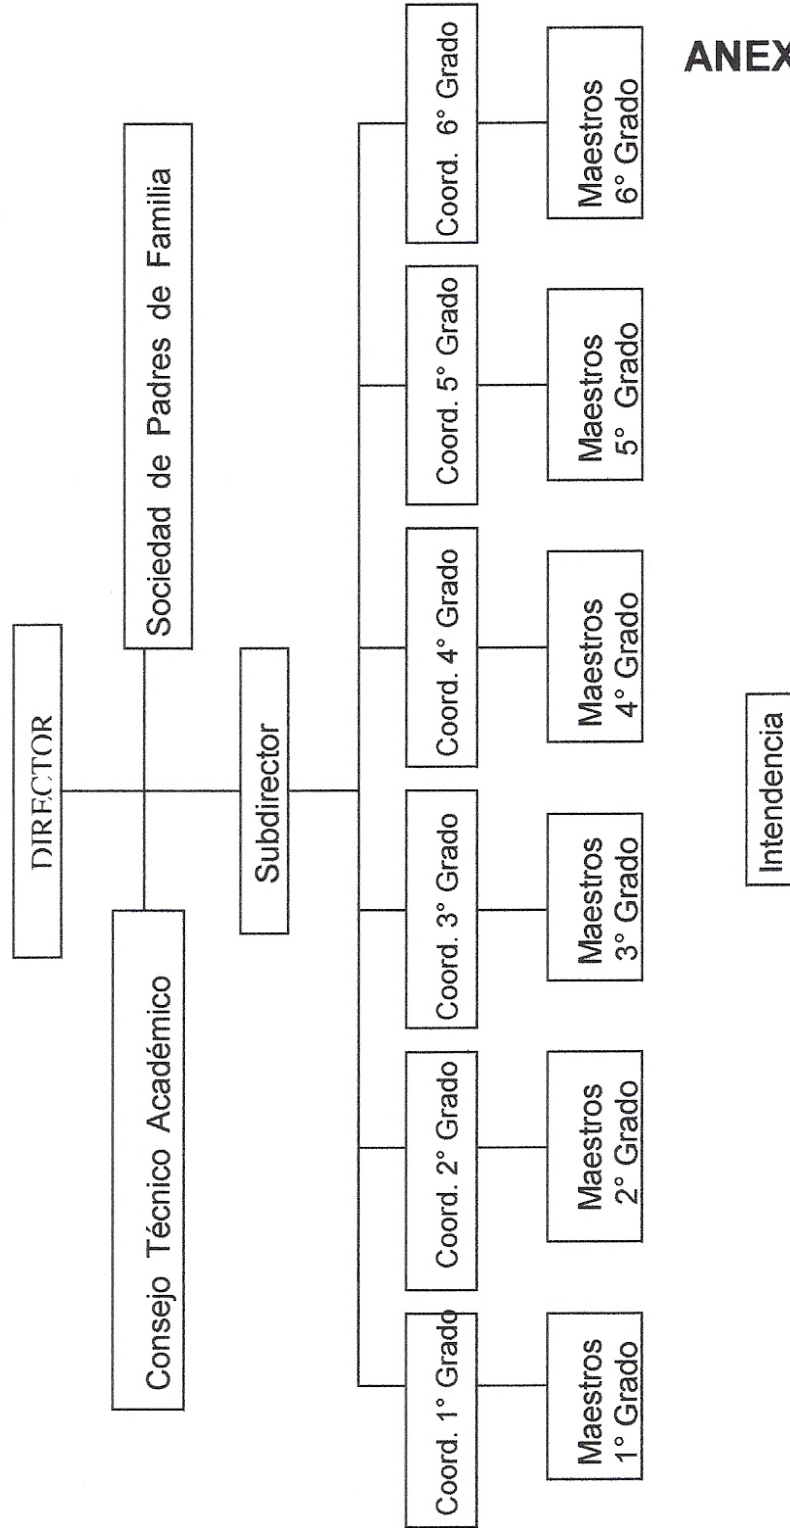 DIRECTOR
Consejo Técnico Académico
Sociedad de Padres de Familia
Subdirector
Coord. 1° Grado
Coord. 2° Grado
Coord. 3° Grado
Coord. 4° Grado
Coord. 5° Grado
Coord. 6° Grado
Maestros
1° Grado
Maestros
2° Grado
Maestros
3° Grado
Maestros
4° Grado
Maestros
5° Grado
Maestros
6° Grado
Intendencia